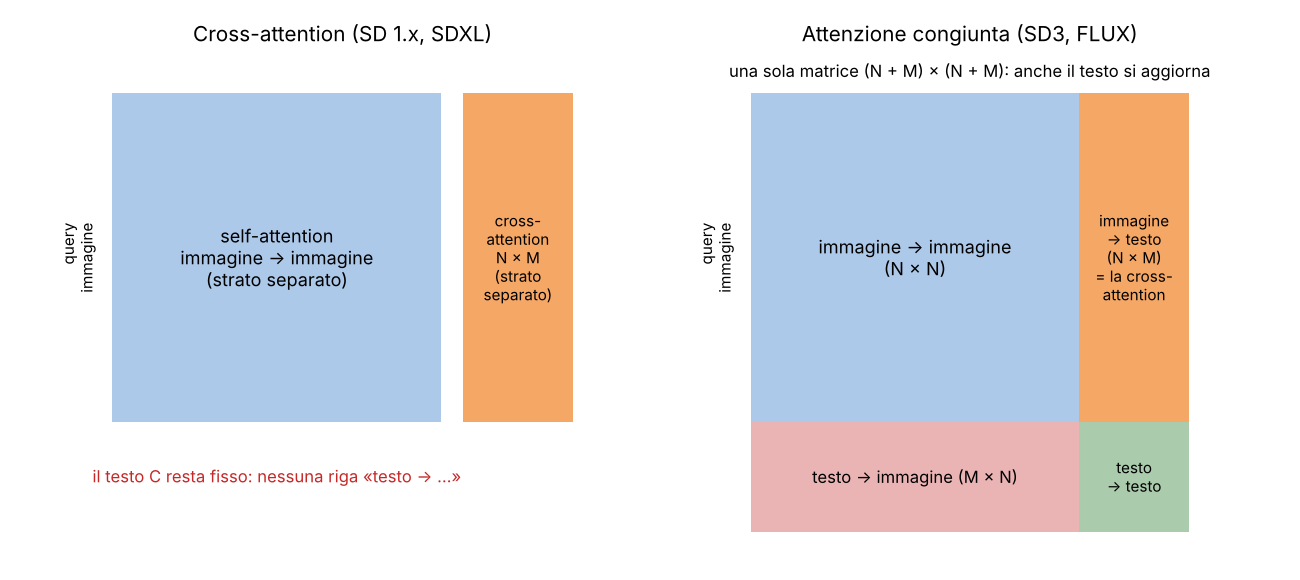 Cross-attention (SD 1.x, SDXL)
query
immagine
self-attention
immagine → immagine
(strato separato)
cross-
attention
N × M
(strato
separato)
il testo C resta fisso: nessuna riga «testo → ...»
Attenzione congiunta (SD3, FLUX)
una sola matrice (N + M) × (N + M): anche il testo si aggiorna
query
immagine
immagine → immagine
(N × N)
immagine
→ testo
(N × M)
= la cross-
attention
testo → immagine (M × N)
testo
→ testo